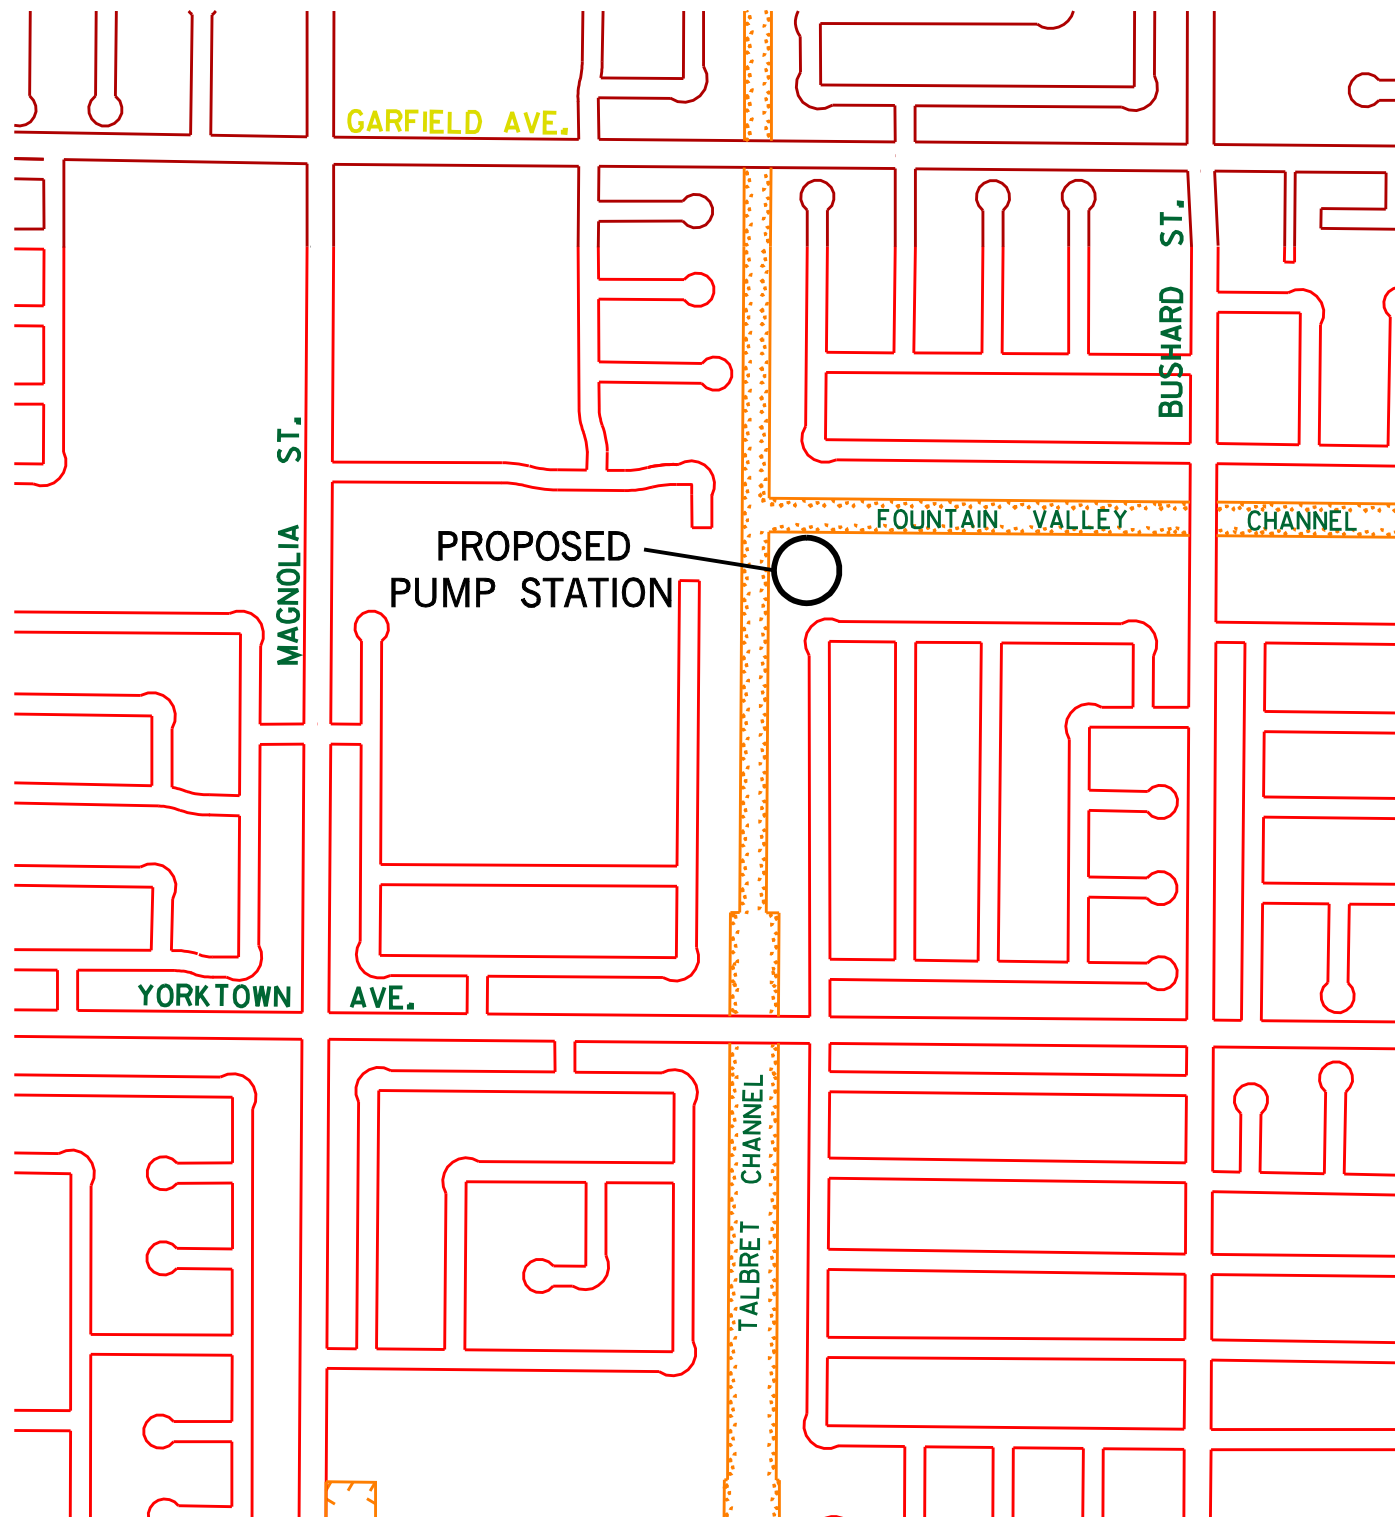 GARFIELD AVE.
BUSHARD ST.
MAGNOLIA ST.
FOUNTAIN VALLEY CHANNEL
PROPOSED
PUMP STATION
YORKTOWN AVE.
TALBRET CHANNEL